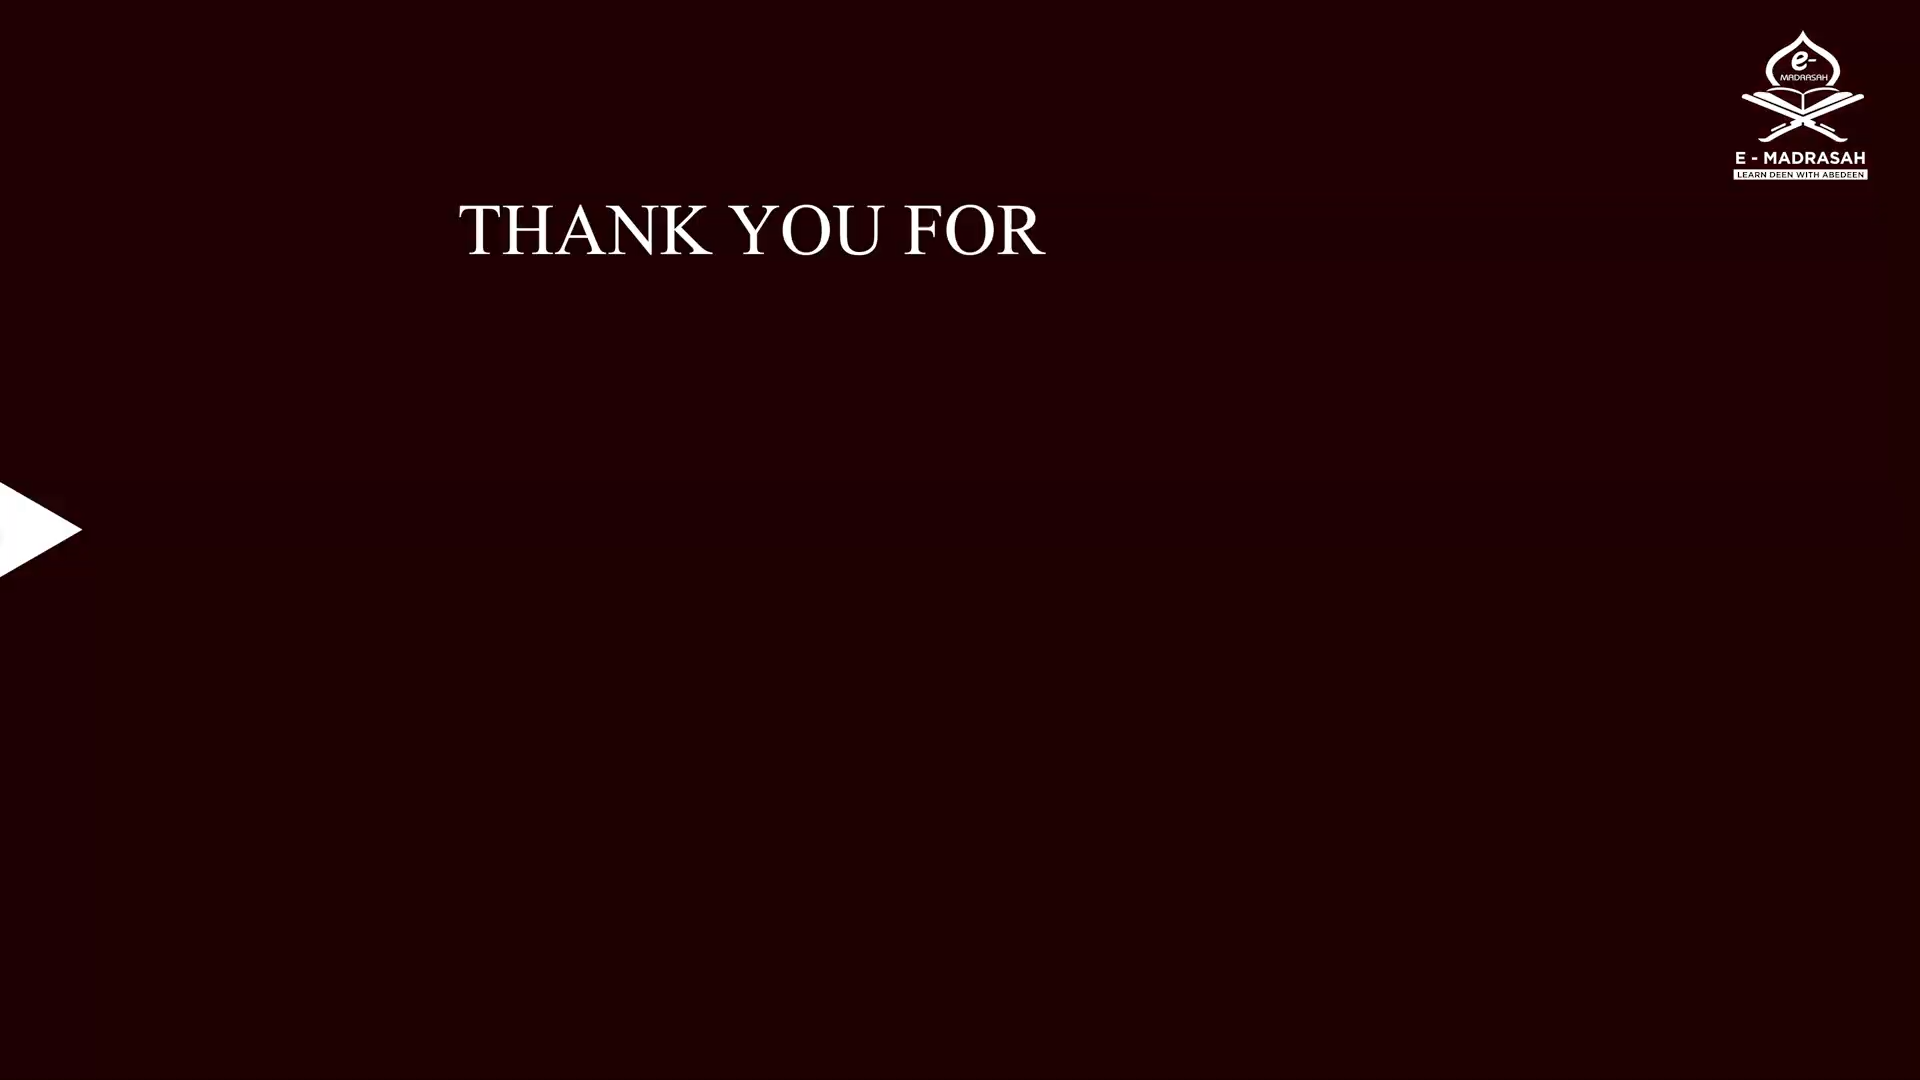 e-
MADRASAH
E - MADRASAH
LEARN DEEN WITH ABEDEEN
THANK YOU FOR